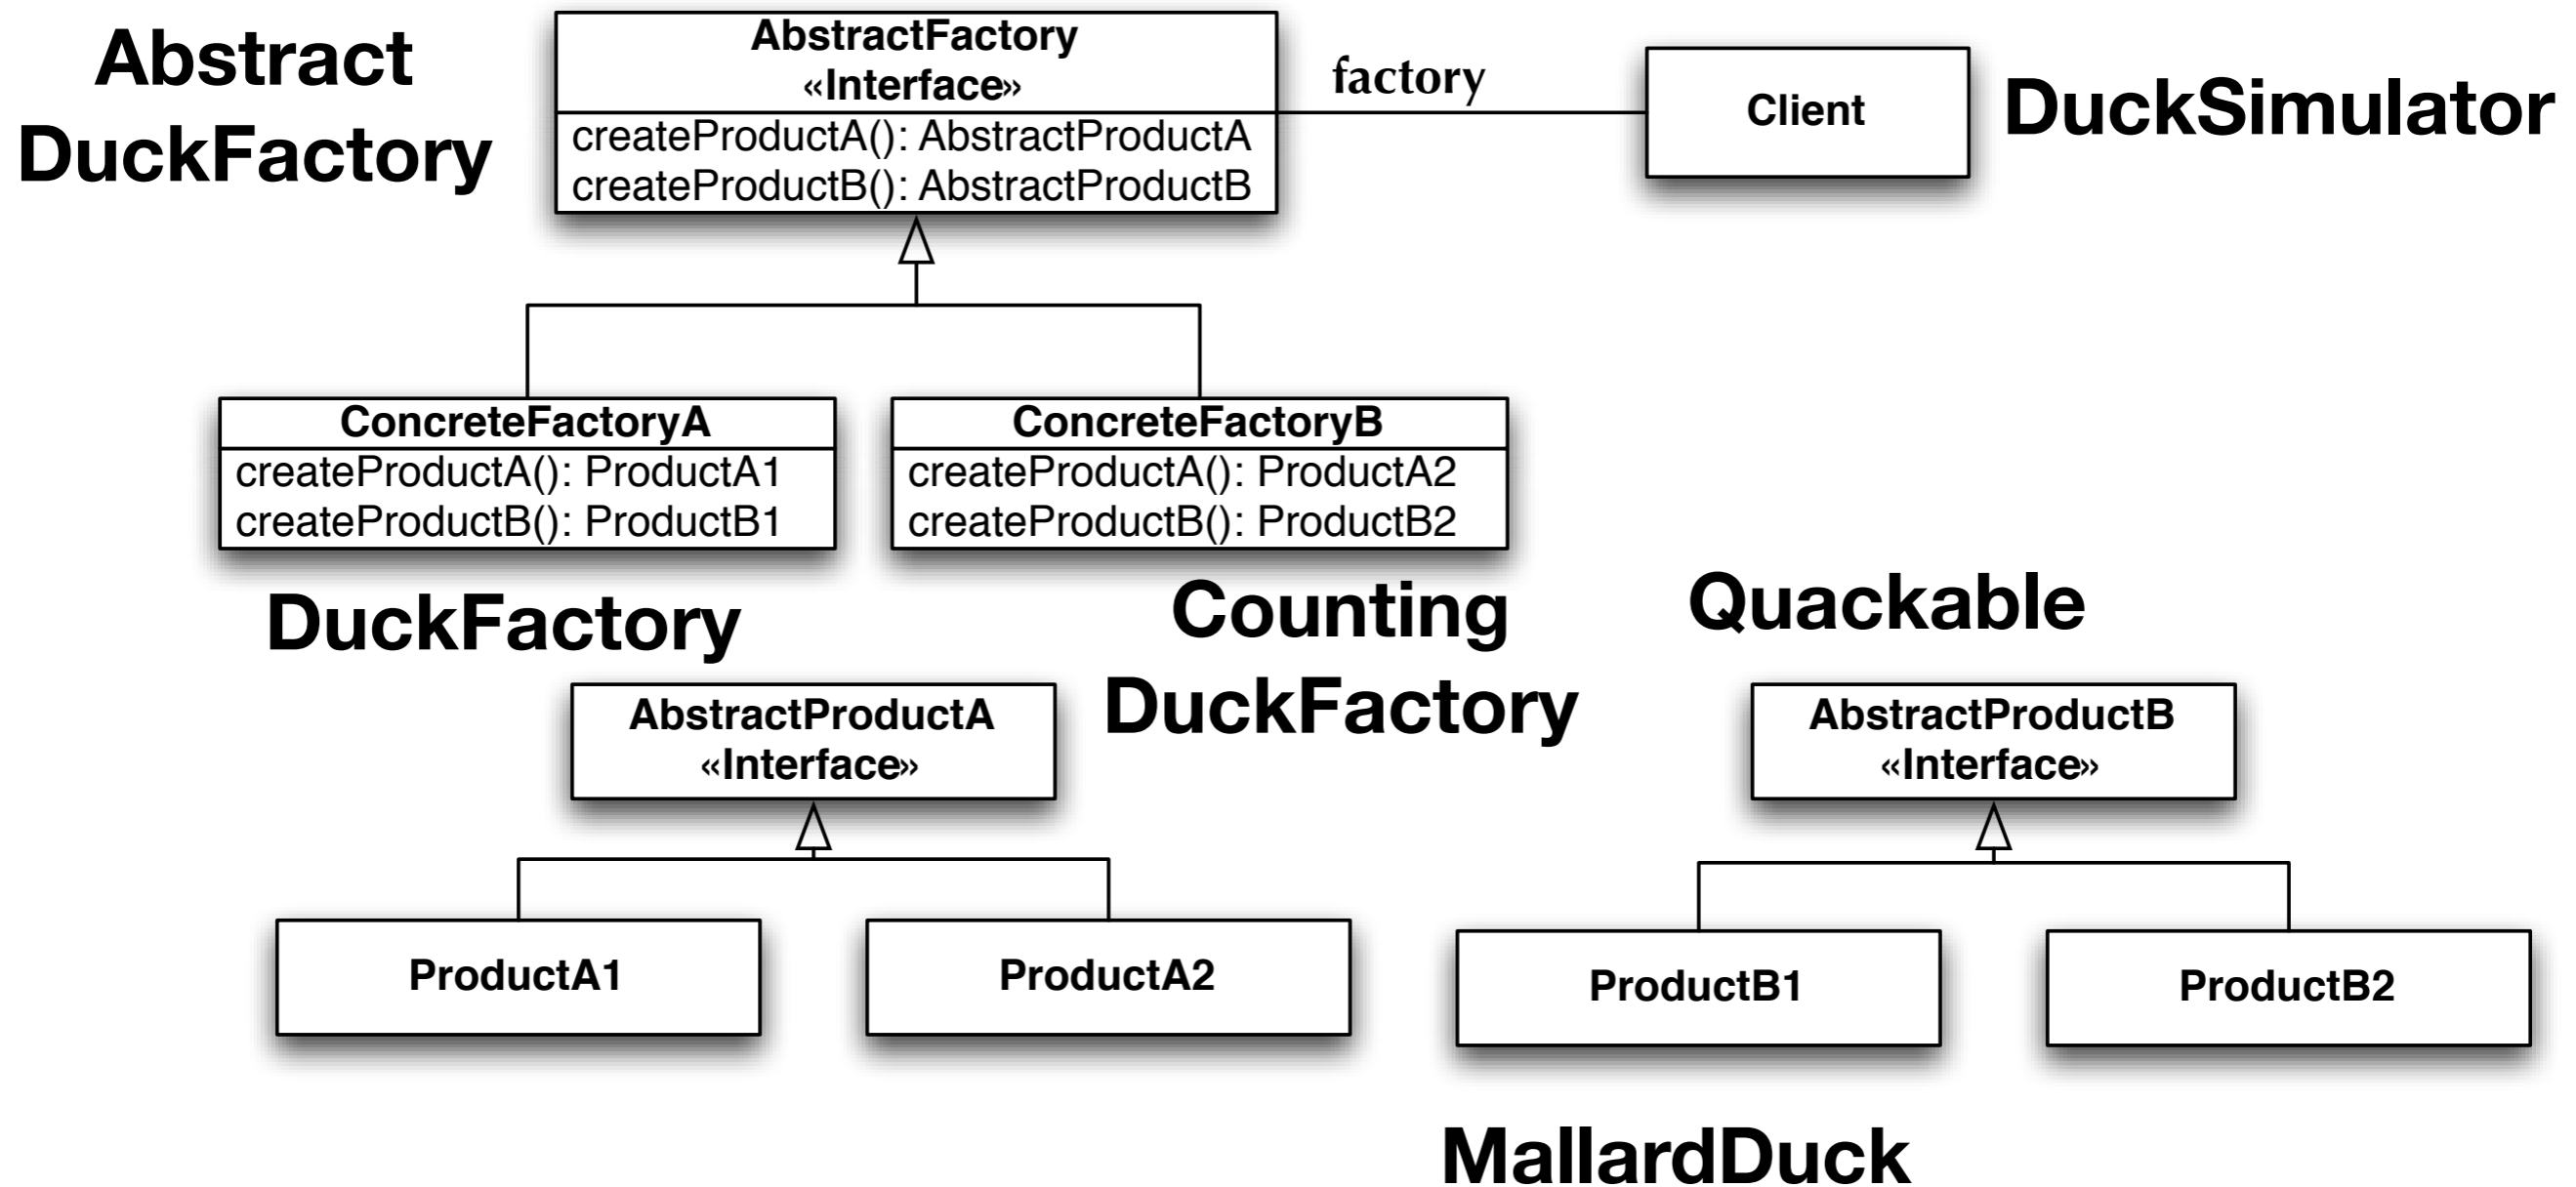 Abstract
DuckFactory
AbstractFactory
«Interface»
createProductA(): AbstractProductA
createProductB(): AbstractProductB
factory
Client
DuckSimulator
ConcreteFactoryA
createProductA(): ProductA1
createProductB(): ProductB1
ConcreteFactoryB
createProductA(): ProductA2
createProductB(): ProductB2
DuckFactory
Counting
DuckFactory
Quackable
AbstractProductA
«Interface»
AbstractProductB
«Interface»
ProductA1
ProductA2
ProductB1
ProductB2
MallardDuck